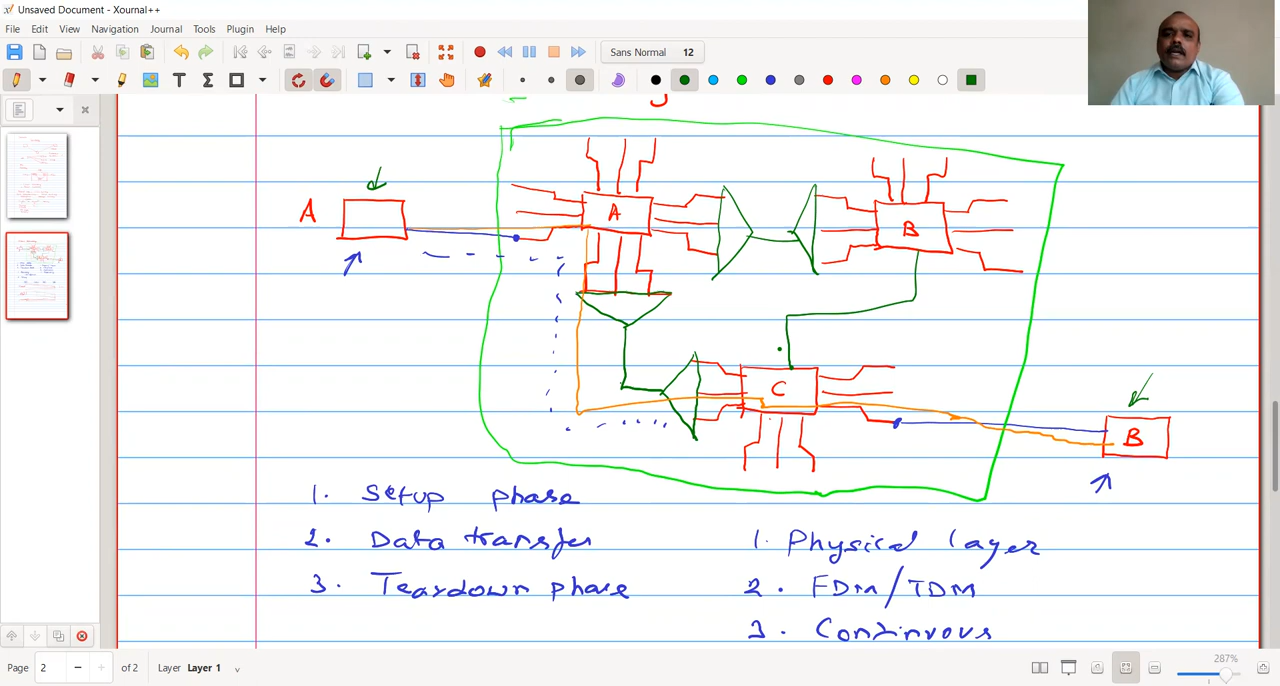 Unsaved Document - Xournal++
File Edit View Navigation Journal Tools Plugin Help
Sans Normal 12
A
A
B
C
B
1. Setup phase
2. Data transfer
3. Teardown phase
1. Physical layer
2. FDM/TDM
3. Continuous
Page 2 of 2 Layer Layer 1
287%